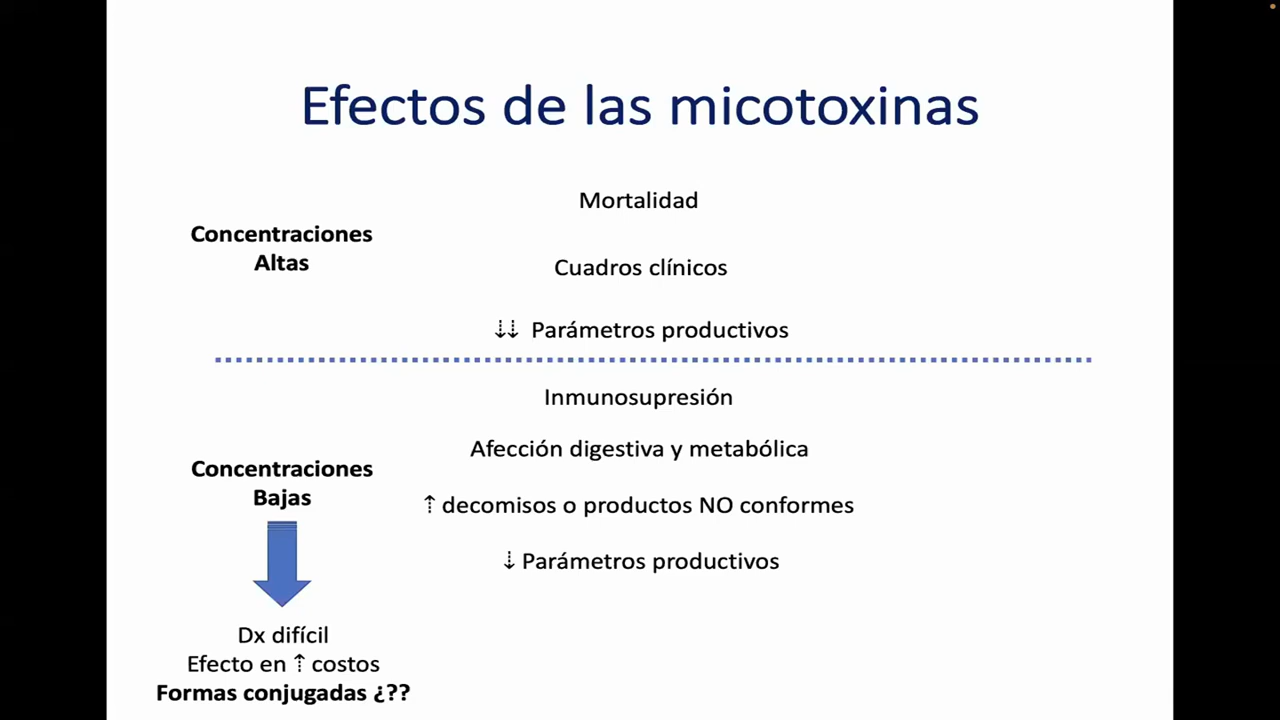 Efectos de las micotoxinas
Mortalidad
Concentraciones
Altas
Cuadros clínicos
⇣⇣ Parámetros productivos
Inmunosupresión
Afección digestiva y metabólica
Concentraciones
Bajas
⇡ decomisos o productos NO conformes
⇣ Parámetros productivos
Dx difícil
Efecto en ⇡ costos
Formas conjugadas ¿??